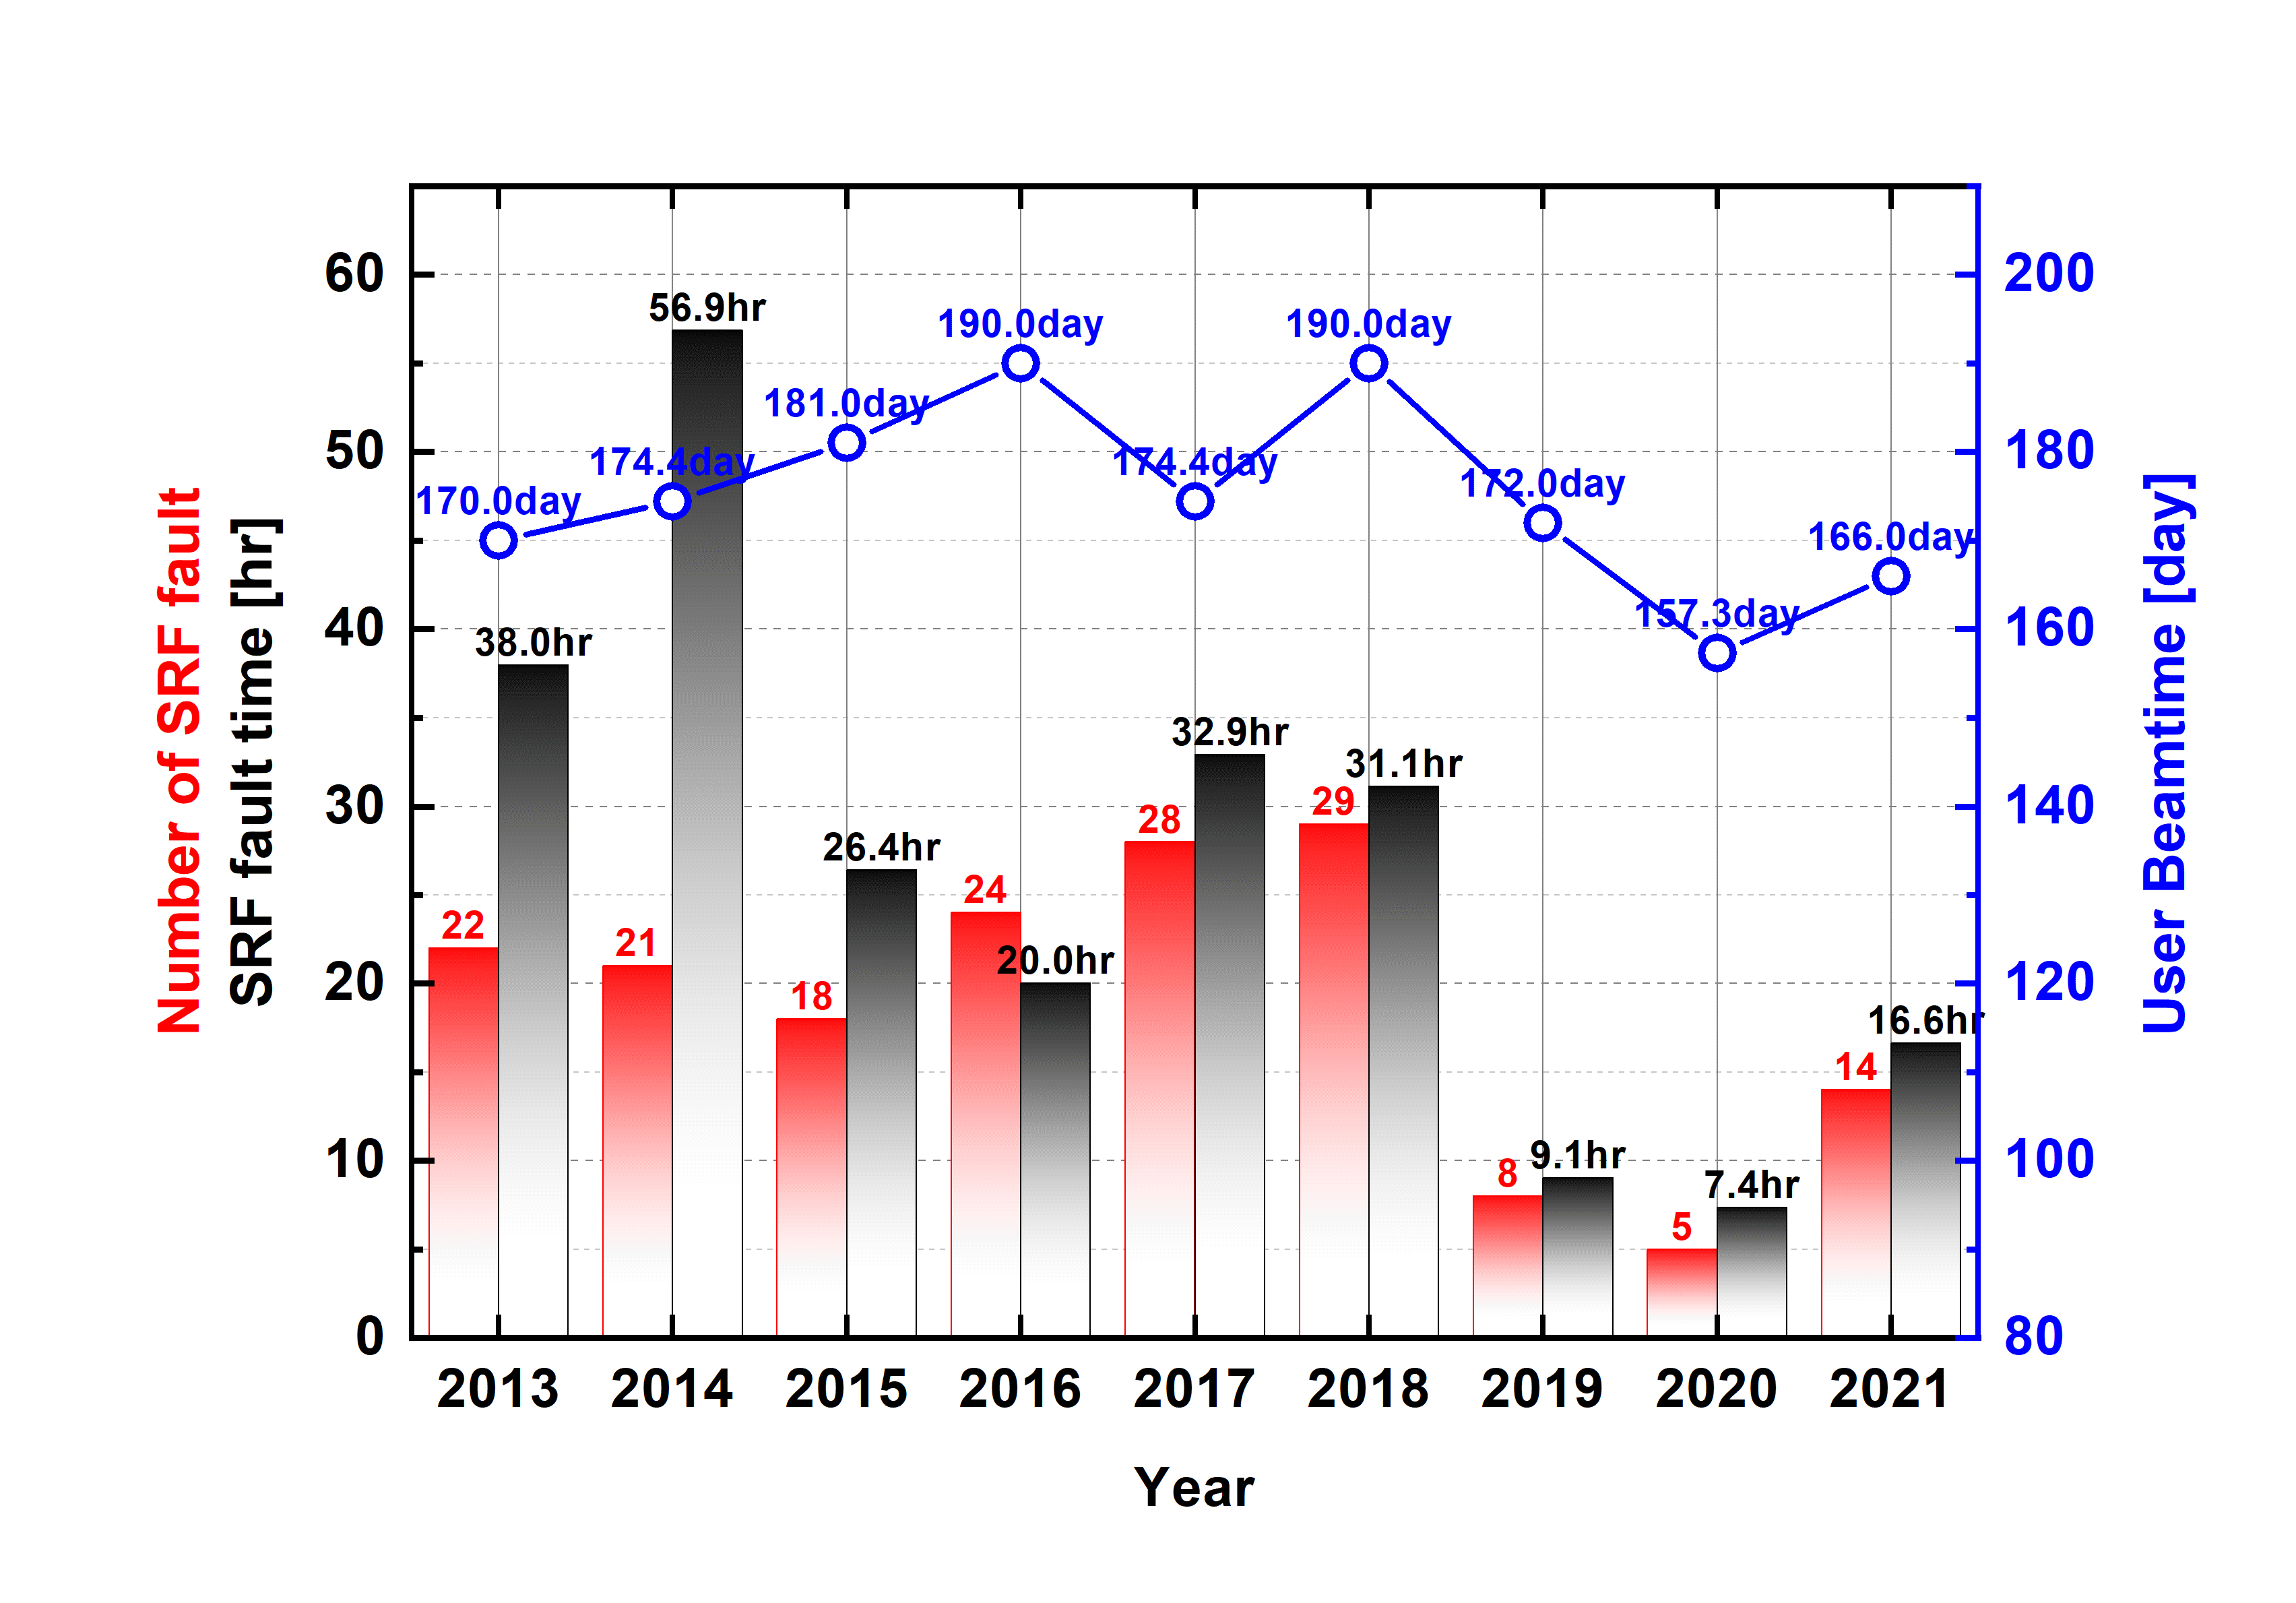 Number of SRF fault
SRF fault time [hr]
60
50
40
30
20
10
0
200
180
160
140
120
100
80
User Beamtime [day]
170.0day
174.4day
181.0day
190.0day
174.4day
190.0day
172.0day
157.3day
166.0day
38.0hr
56.9hr
26.4hr
20.0hr
32.9hr
31.1hr
9.1hr
7.4hr
16.6hr
22
21
18
24
28
29
8
5
14
2013 2014 2015 2016 2017 2018 2019 2020 2021
Year